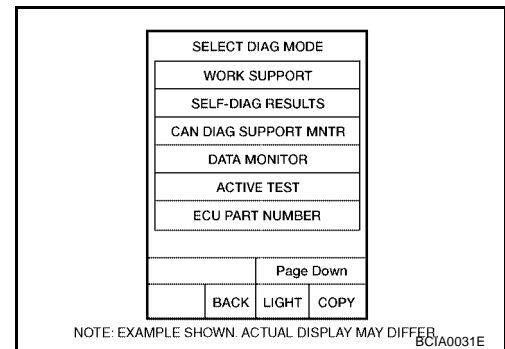 SELECT DIAG MODE
WORK SUPPORT
SELF-DIAG RESULTS
CAN DIAG SUPPORT MNTR
DATA MONITOR
ACTIVE TEST
ECU PART NUMBER
Page Down
BACK LIGHT COPY
NOTE: EXAMPLE SHOWN. ACTUAL DISPLAY MAY DIFFER.
BCIA0031E